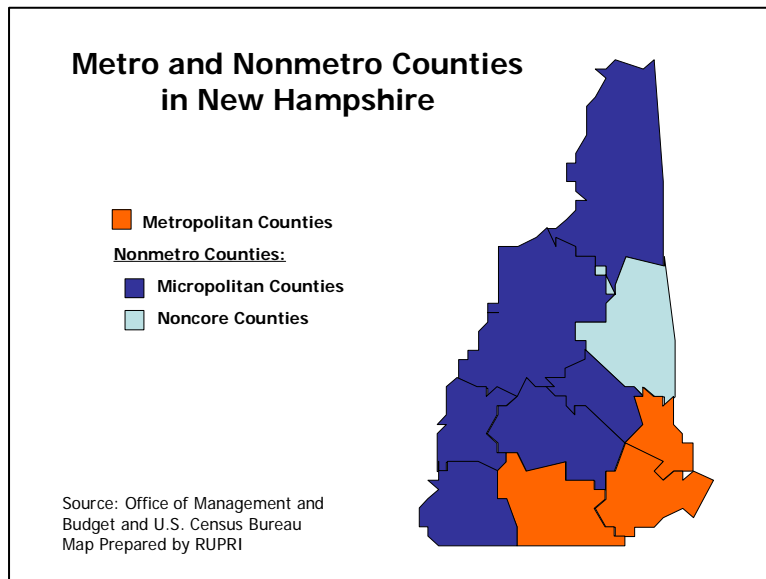 Metro and Nonmetro Counties
in New Hampshire
Metropolitan Counties
Nonmetro Counties:
Micropolitan Counties
Noncore Counties
Source: Office of Management and
Budget and U.S. Census Bureau
Map Prepared by RUPRI